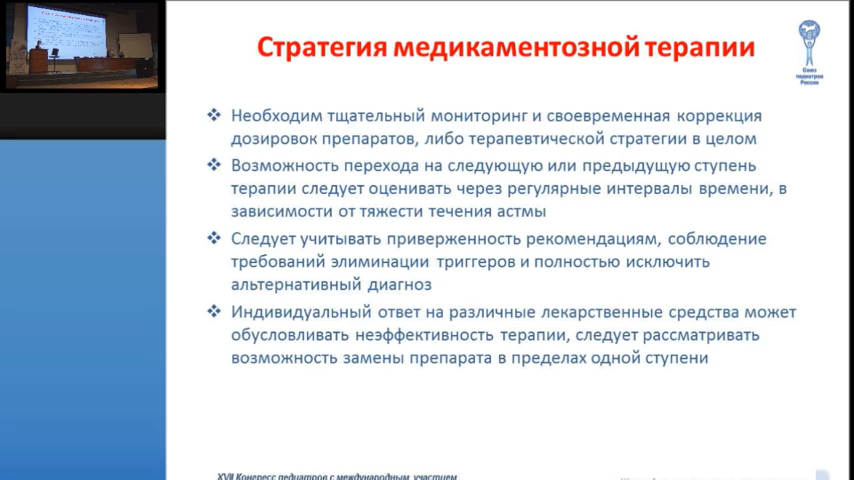 Стратегия медикаментозной терапии
Союз
педиатров
России
❖ Необходим тщательный мониторинг и своевременная коррекция
дозировок препаратов, либо терапевтической стратегии в целом
❖ Возможность перехода на следующую или предыдущую ступень
терапии следует оценивать через регулярные интервалы времени, в
зависимости от тяжести течения астмы
❖ Следует учитывать приверженность рекомендациям, соблюдение
требований элиминации триггеров и полностью исключить
альтернативный диагноз
❖ Индивидуальный ответ на различные лекарственные средства может
обусловливать неэффективность терапии, следует рассматривать
возможность замены препарата в пределах одной ступени
XVII Конгресс педиатров с международным участием